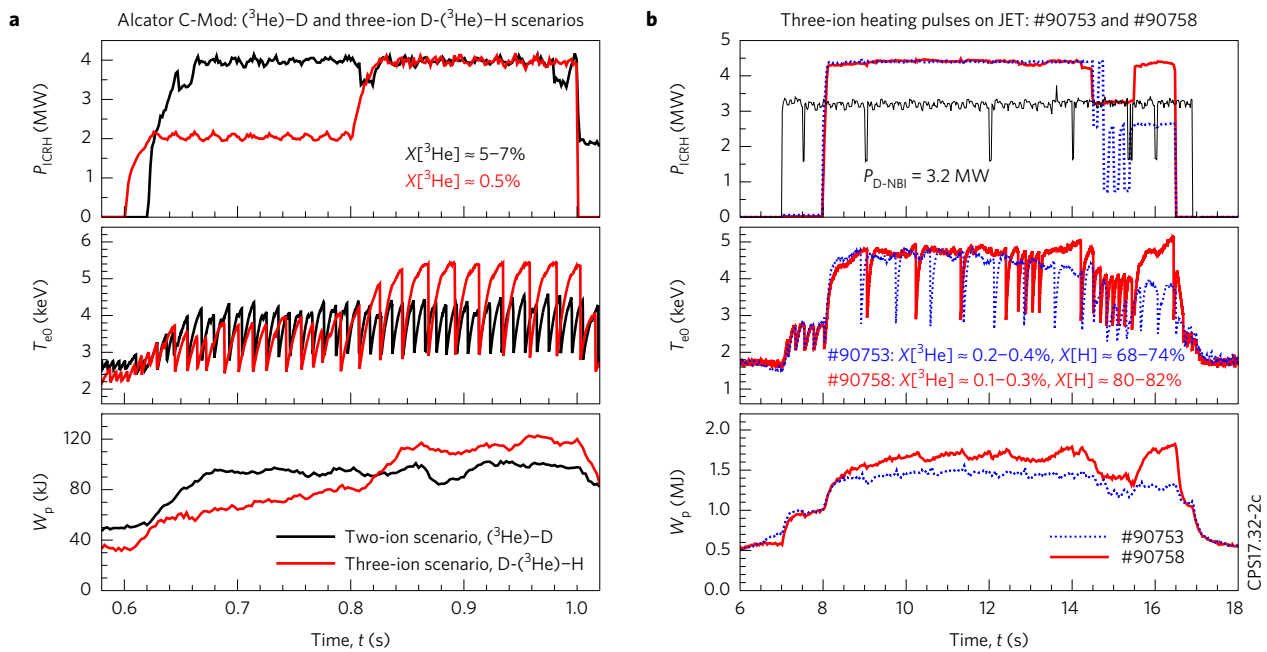 a
Alcator C-Mod: (³He)–D and three-ion D-(³He)–H scenarios
P_ICRH (MW)
5
4
3
2
1
0
X[³He] ≈ 5–7%
X[³He] ≈ 0.5%
T_e0 (keV)
6
5
4
3
2
W_p (kJ)
120
80
40
0
Two-ion scenario, (³He)–D
Three-ion scenario, D-(³He)–H
0.6 0.7 0.8 0.9 1.0
Time, t (s)
b
Three-ion heating pulses on JET: #90753 and #90758
P_ICRH (MW)
5
4
3
2
1
0
P_D-NBI = 3.2 MW
T_e0 (keV)
5
4
3
2
1
#90753: X[³He] ≈ 0.2–0.4%, X[H] ≈ 68–74%
#90758: X[³He] ≈ 0.1–0.3%, X[H] ≈ 80–82%
W_p (MJ)
2.0
1.5
1.0
0.5
0.0
#90753
#90758
6 8 10 12 14 16 18
Time, t (s)
CPS17.32-2c